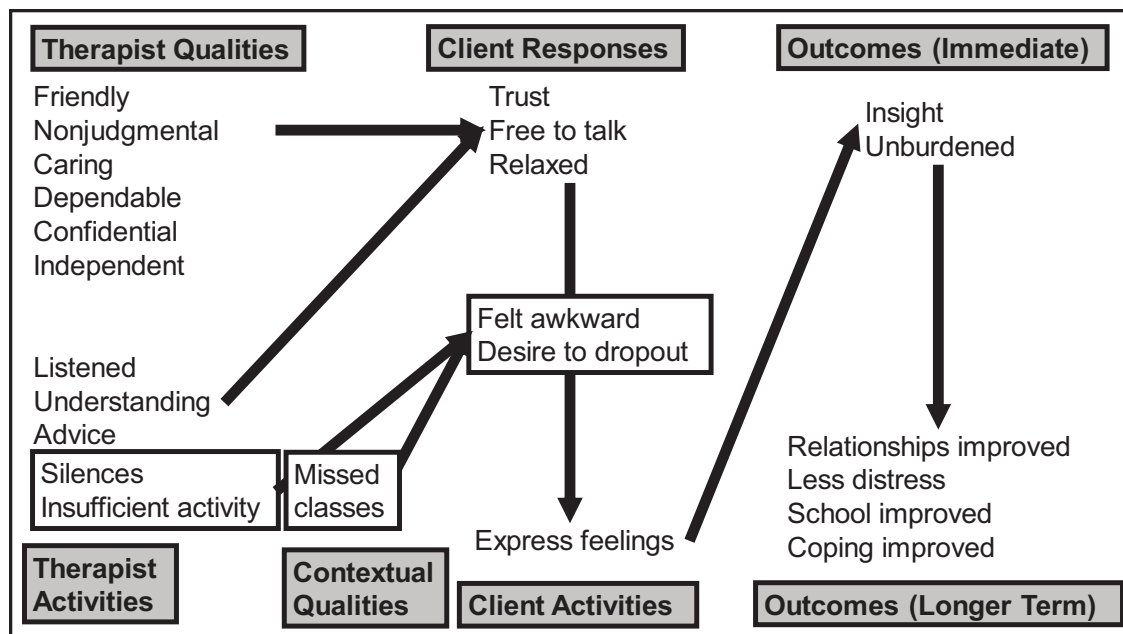 Therapist Qualities
Friendly
Nonjudgmental
Caring
Dependable
Confidential
Independent
Listened
Understanding
Advice
Silences
Insufficient activity
Therapist
Activities
Missed
classes
Contextual
Qualities
Client Responses
Trust
Free to talk
Relaxed
Felt awkward
Desire to dropout
Express feelings
Client Activities
Outcomes (Immediate)
Insight
Unburdened
Relationships improved
Less distress
School improved
Coping improved
Outcomes (Longer Term)